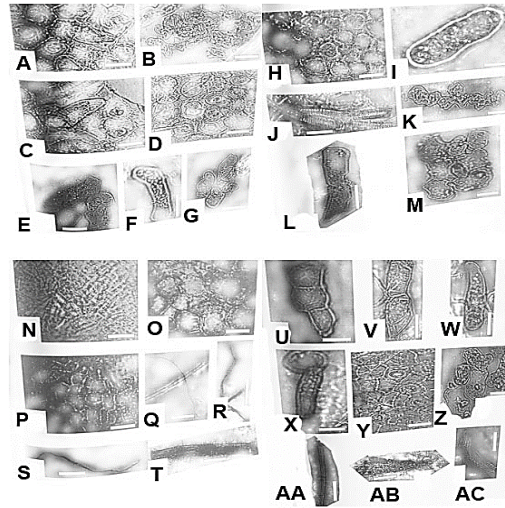 A B H I
C D J K
E F G L M
N O U V W
P Q R X Y Z
S T AA AB AC